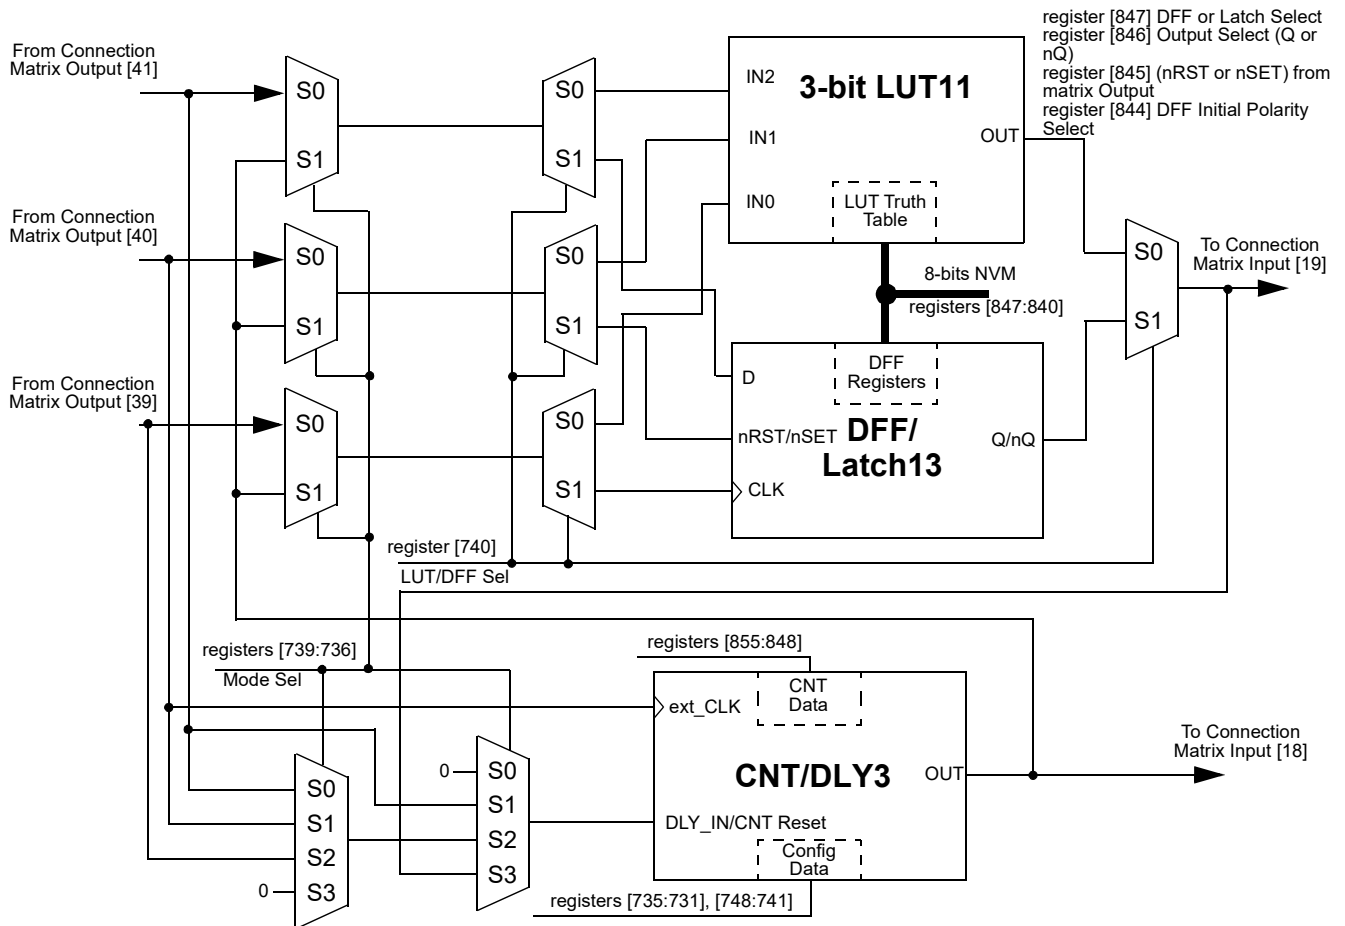 register [847] DFF or Latch Select
register [846] Output Select (Q or
nQ)
register [845] (nRST or nSET) from
matrix Output
register [844] DFF Initial Polarity
Select
From Connection
Matrix Output [41]
S0
S1
S0
S1
IN2
IN1
IN0
3-bit LUT11
OUT
LUT Truth
Table
From Connection
Matrix Output [40]
S0
S1
S0
S1
8-bits NVM
registers [847:840]
S0
S1
To Connection
Matrix Input [19]
From Connection
Matrix Output [39]
S0
S1
S0
S1
D
nRST/nSET
CLK
DFF
Registers
DFF/
Latch13
Q/nQ
register [740]
LUT/DFF Sel
registers [739:736]
Mode Sel
registers [855:848]
CNT
Data
ext_CLK
CNT/DLY3
OUT
To Connection
Matrix Input [18]
DLY_IN/CNT Reset
Config
Data
S0
S1
S2
0
S3
0
S0
S1
S2
S3
registers [735:731], [748:741]